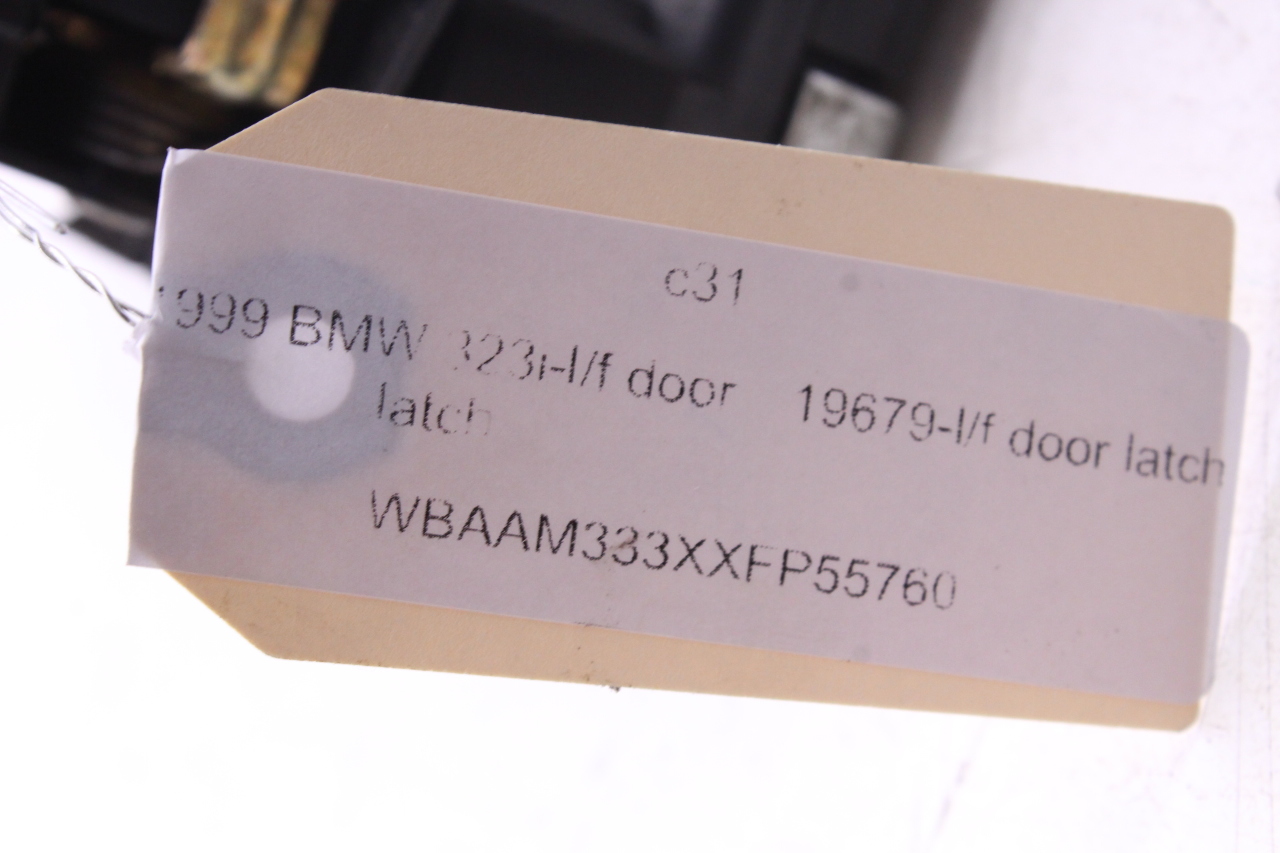 c31
1999 BMW 323i-l/f door latch
19679-l/f door latch
WBAAM333XXFP55760